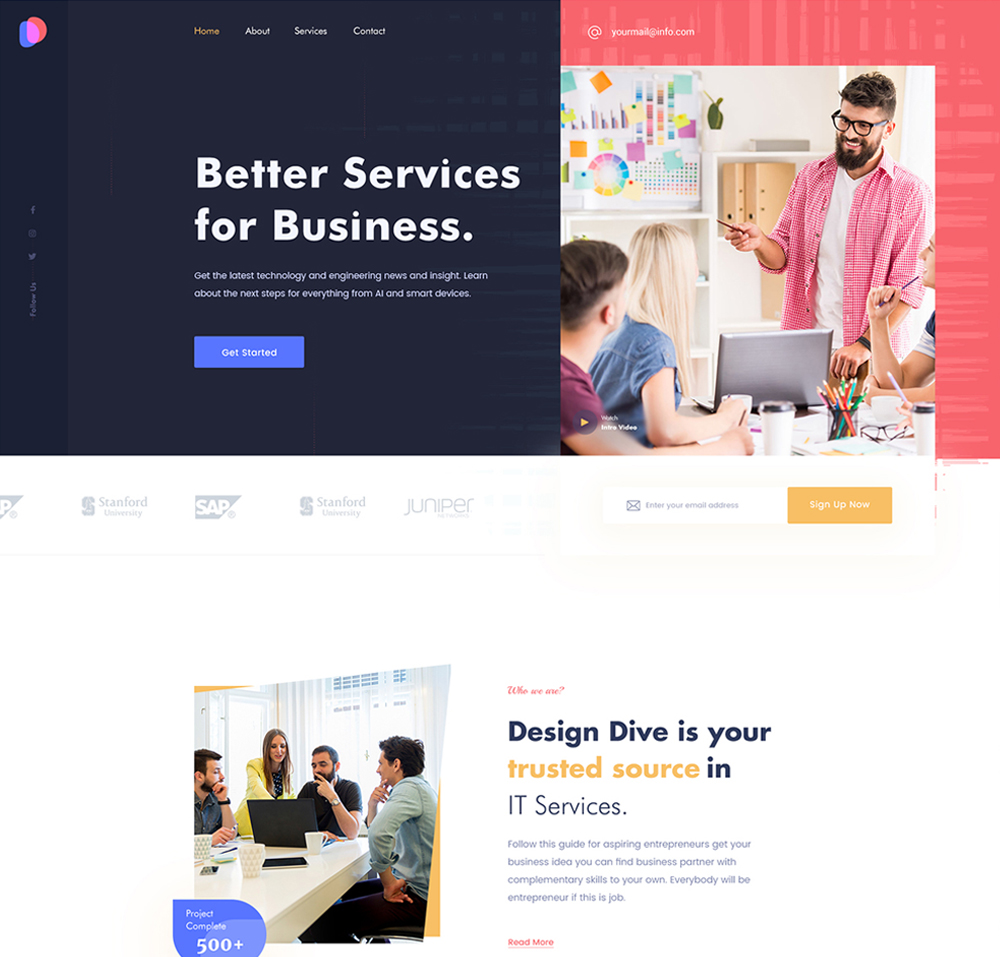 Home
About
Services
Contact
yourmail@info.com
Better Services
for Business.
Get the latest technology and engineering news and insight. Learn
about the next steps for everything from AI and smart devices.
Get Started
Follow Us
Watch
Intro Video
SAP
Stanford
University
SAP
Stanford
University
JUNIPER
NETWORKS
Enter your email address
Sign Up Now
Who we are?
Design Dive is your
trusted source in
IT Services.
Follow this guide for aspiring entrepreneurs get your
business idea you can find business partner with
complementary skills to your own. Everybody will be
entrepreneur if this is job.
Read More
Project
Complete
500+